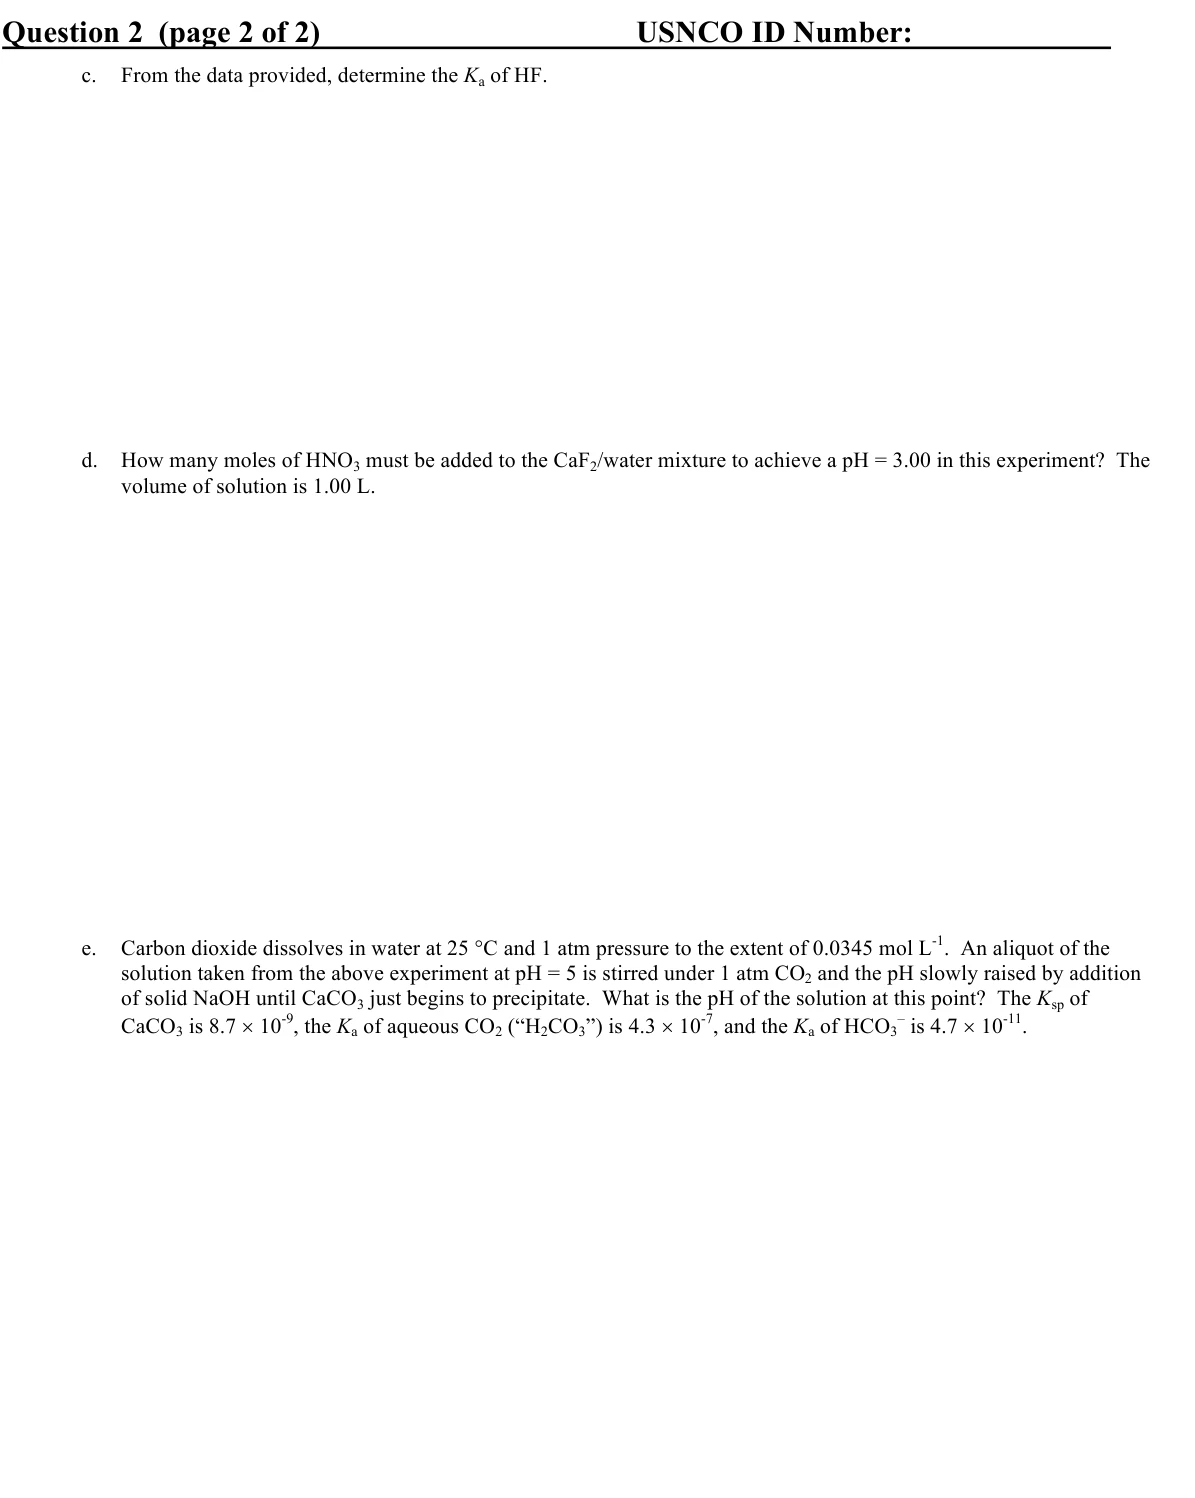 Question 2 (page 2 of 2) USNCO ID Number:
c. From the data provided, determine the Kₐ of HF.
d. How many moles of HNO₃ must be added to the CaF₂/water mixture to achieve a pH = 3.00 in this experiment? The
volume of solution is 1.00 L.
e. Carbon dioxide dissolves in water at 25 °C and 1 atm pressure to the extent of 0.0345 mol L⁻¹. An aliquot of the
solution taken from the above experiment at pH = 5 is stirred under 1 atm CO₂ and the pH slowly raised by addition
of solid NaOH until CaCO₃ just begins to precipitate. What is the pH of the solution at this point? The Kₛₚ of
CaCO₃ is 8.7 × 10⁻⁹, the Kₐ of aqueous CO₂ (“H₂CO₃”) is 4.3 × 10⁻⁷, and the Kₐ of HCO₃⁻ is 4.7 × 10⁻¹¹.